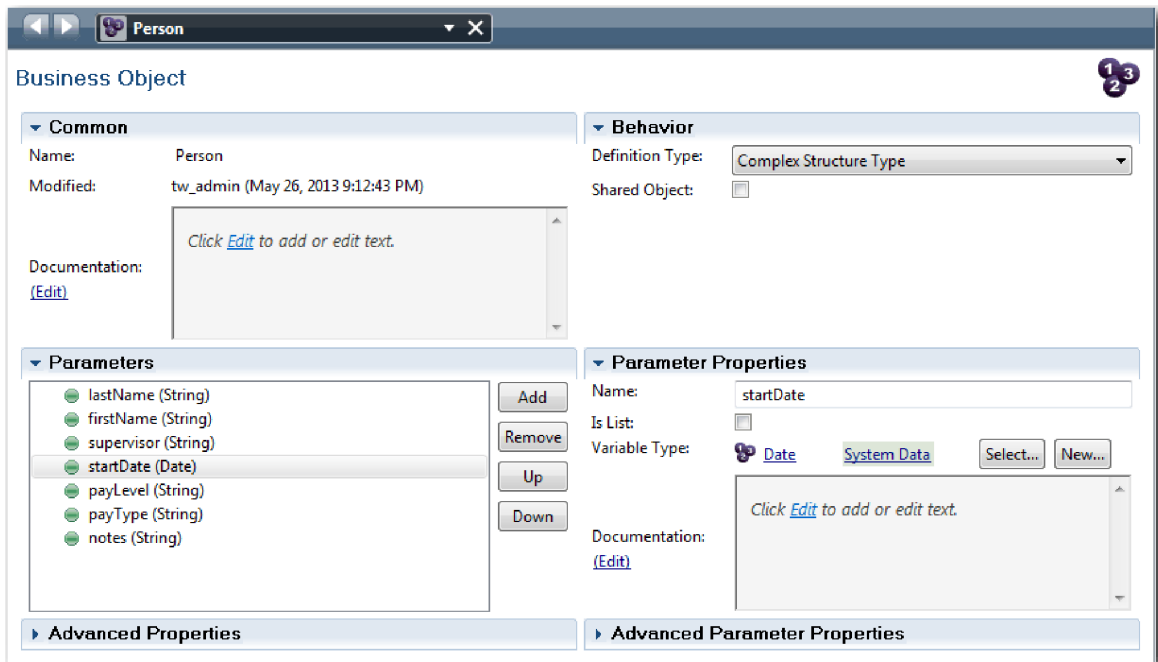 Person
Business Object
1 2 3
Common
Name: Person
Modified: tw_admin (May 26, 2013 9:12:43 PM)
Click Edit to add or edit text.
Documentation:
(Edit)
Behavior
Definition Type: Complex Structure Type
Shared Object:
Parameters
lastName (String)
firstName (String)
supervisor (String)
startDate (Date)
payLevel (String)
payType (String)
notes (String)
Add
Remove
Up
Down
Parameter Properties
Name: startDate
Is List:
Variable Type: Date System Data Select... New...
Click Edit to add or edit text.
Documentation:
(Edit)
Advanced Properties
Advanced Parameter Properties